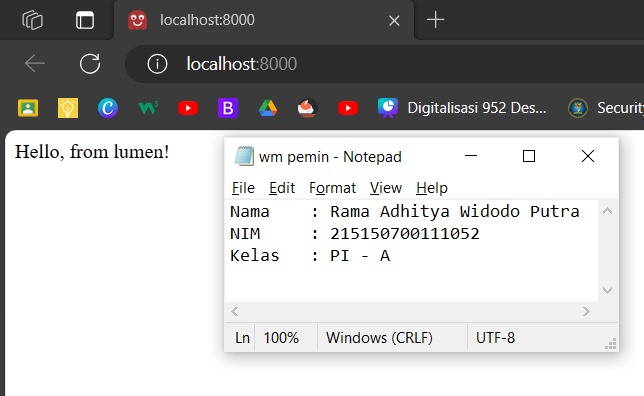 localhost:8000
localhost:8000
Digitalisasi 952 Des...
Security
Hello, from lumen!
wm pemin - Notepad
File Edit Format View Help
Nama : Rama Adhitya Widodo Putra
NIM : 215150700111052
Kelas : PI - A
Ln 100% Windows (CRLF) UTF-8